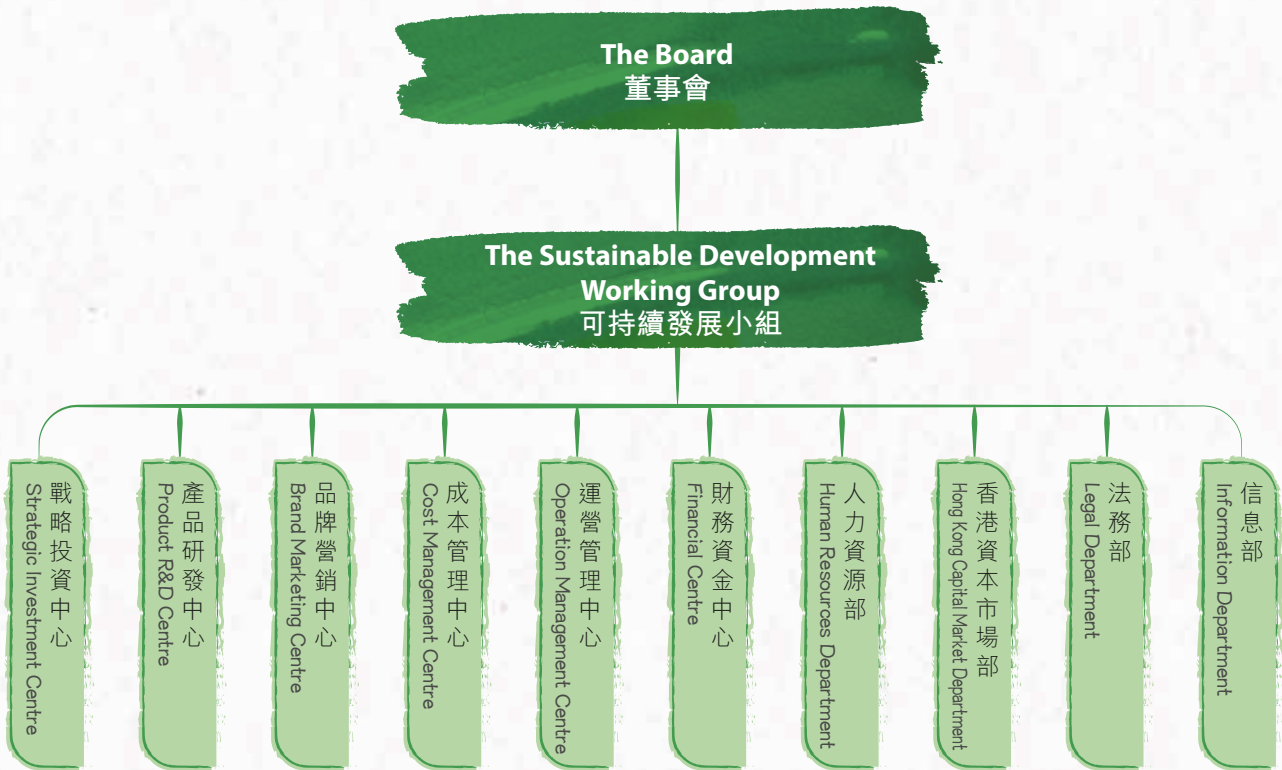 The Board
董事會
The Sustainable Development
Working Group
可持續發展小組
戰略投資中心
Strategic Investment Centre
產品研發中心
Product R&D Centre
品牌營銷中心
Brand Marketing Centre
成本管理中心
Cost Management Centre
運營管理中心
Operation Management Centre
財務資金中心
Financial Centre
人力資源部
Human Resources Department
香港資本市場部
Hong Kong Capital Market Department
法務部
Legal Department
信息部
Information Department